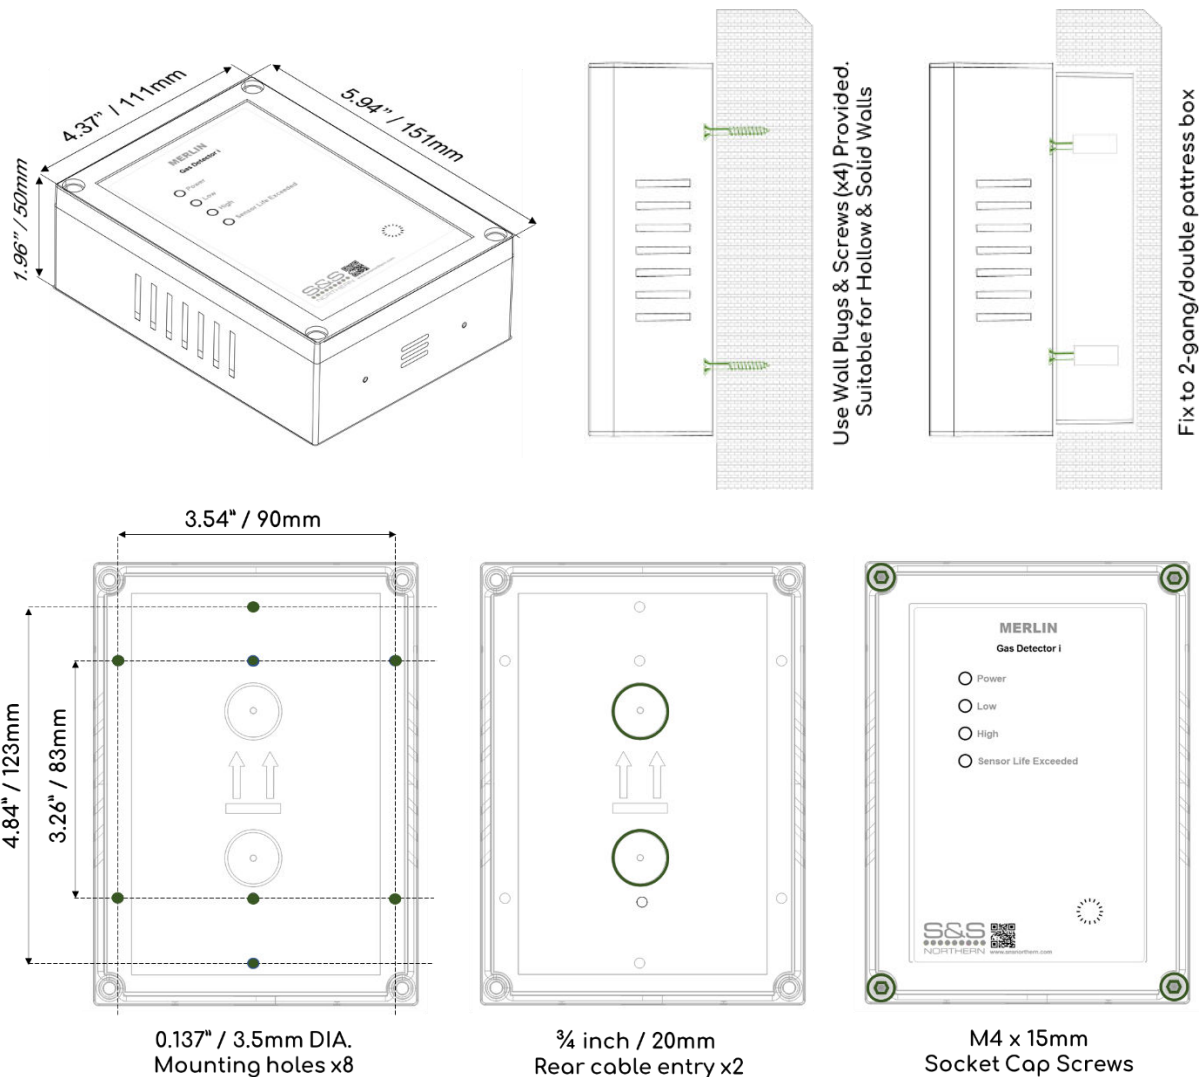 4.37" / 111mm
5.94" / 151mm
1.96" / 50mm
MERLIN
Gas Detector i
Power
Low
High
Sensor Life Exceeded
S&S
Use Wall Plugs & Screws (x4) Provided.
Suitable for Hollow & Solid Walls
Fix to 2-gang/double pattress box
3.54" / 90mm
4.84" / 123mm
3.26" / 83mm
0.137" / 3.5mm DIA.
Mounting holes x8
¾ inch / 20mm
Rear cable entry x2
MERLIN
Gas Detector i
Power
Low
High
Sensor Life Exceeded
S&S
NORTHERN
www.snsnorthern.com
M4 x 15mm
Socket Cap Screws